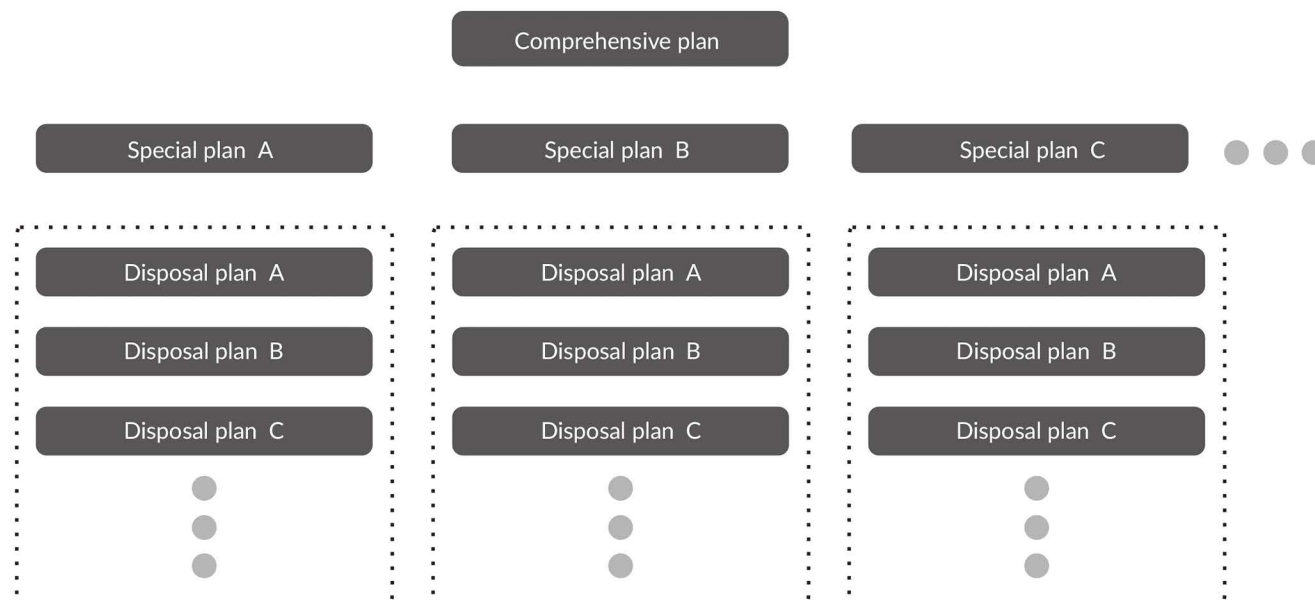 Comprehensive plan
Special plan A
Special plan B
Special plan C
Disposal plan A
Disposal plan A
Disposal plan A
Disposal plan B
Disposal plan B
Disposal plan B
Disposal plan C
Disposal plan C
Disposal plan C